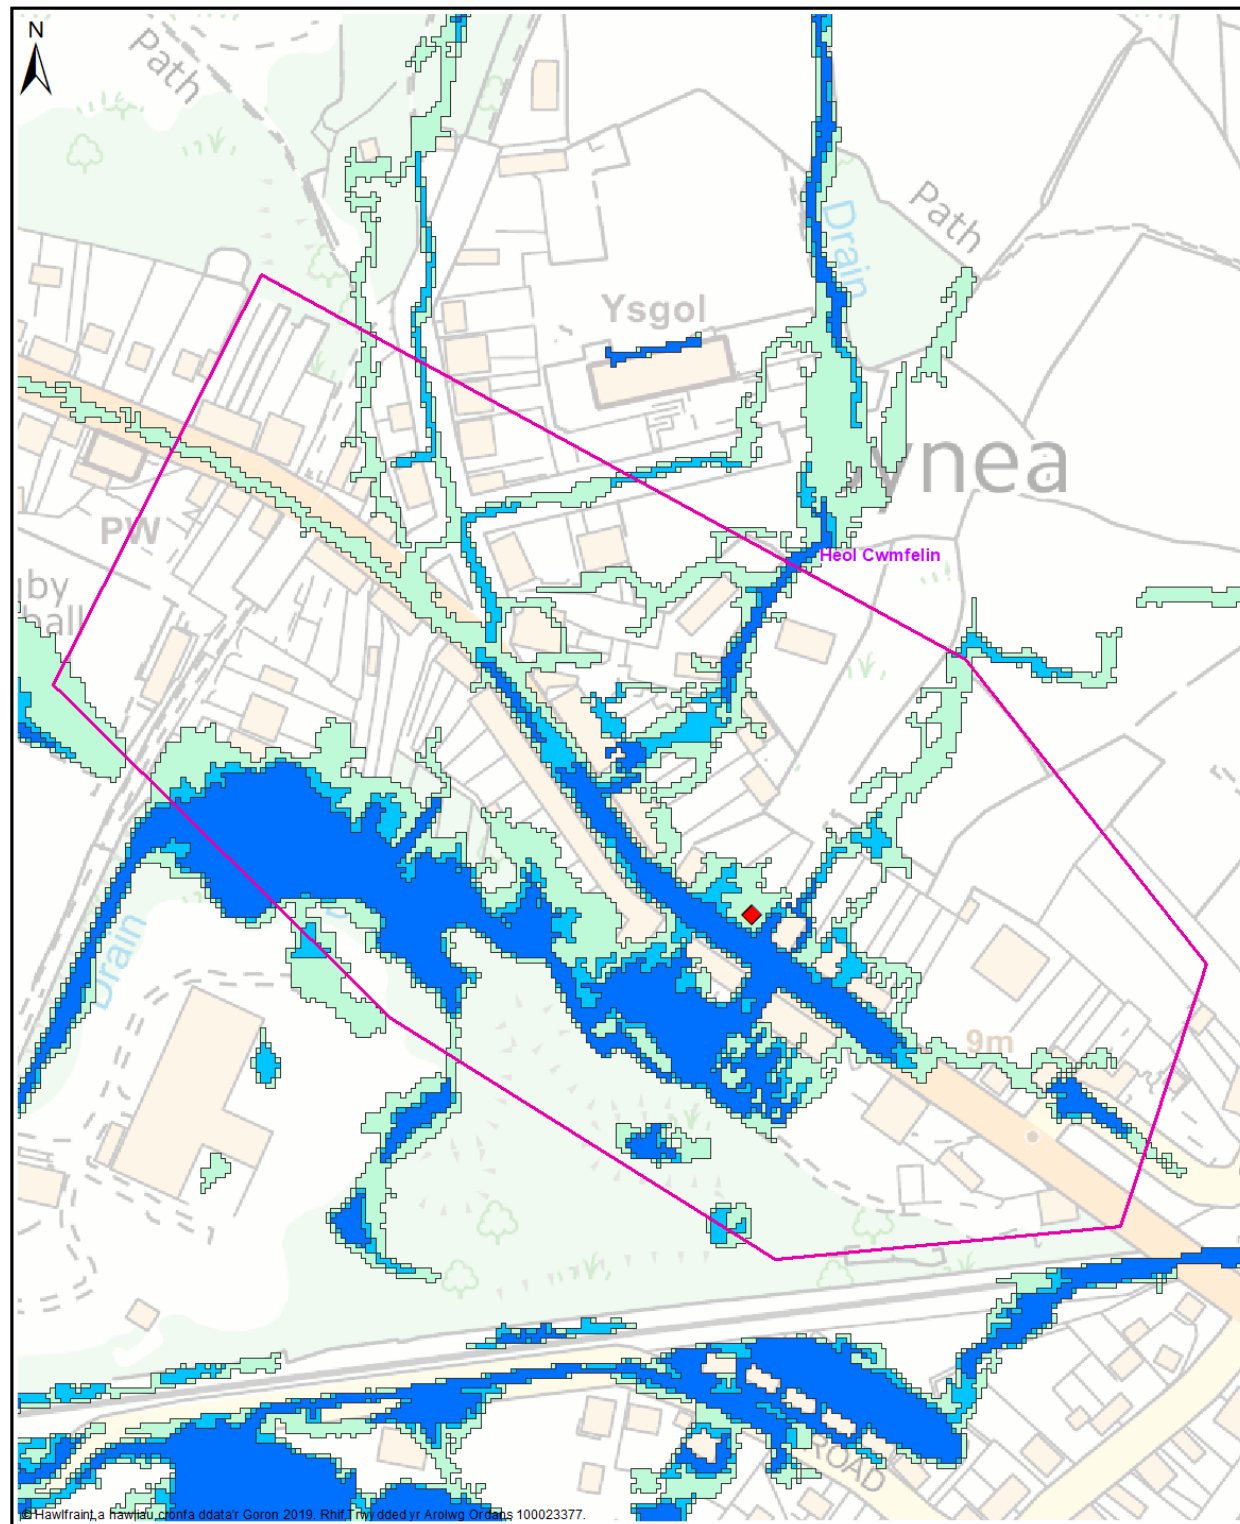 N
Path
Drain
Path
Ysgol
ynea
PW
Heol Cwmfelin
by
hall
Drain
9m
ROAD
© Hawlfraint a hawliau cronfa ddata'r Goron 2019. Rhif Trwydded yr Arolwg Ordans 100023377.